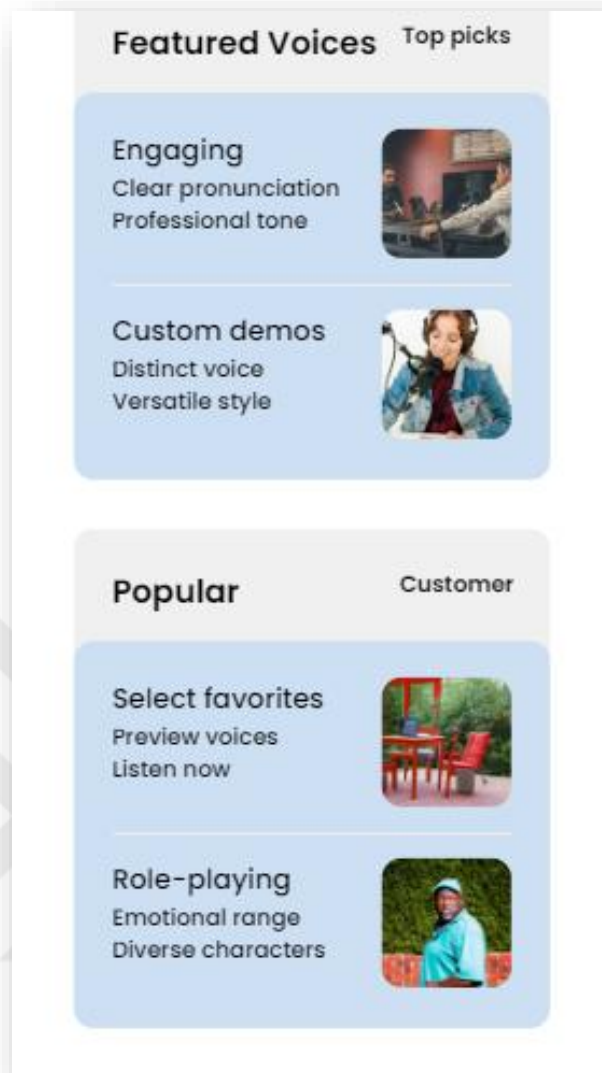 Featured Voices Top picks
Engaging
Clear pronunciation
Professional tone
Custom demos
Distinct voice
Versatile style
Popular Customer
Select favorites
Preview voices
Listen now
Role-playing
Emotional range
Diverse characters